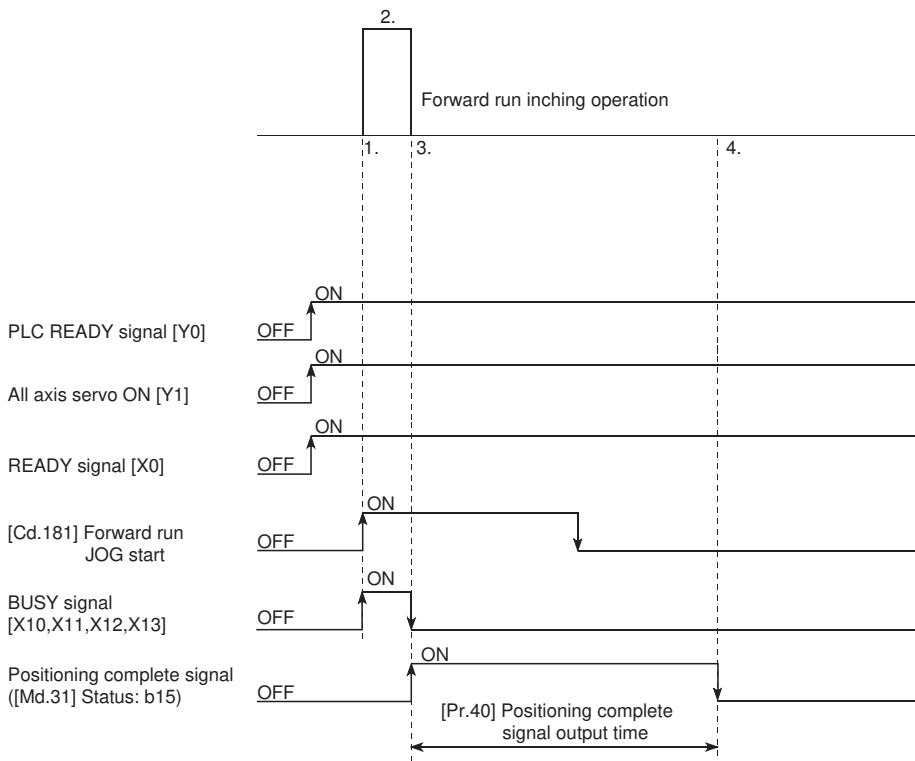 2.
Forward run inching operation
1.
3.
4.
ON
PLC READY signal [Y0]
OFF
ON
All axis servo ON [Y1]
OFF
ON
READY signal [X0]
OFF
ON
[Cd.181] Forward run
JOG start
OFF
ON
BUSY signal
[X10,X11,X12,X13]
OFF
ON
Positioning complete signal
([Md.31] Status: b15)
OFF
[Pr.40] Positioning complete
signal output time